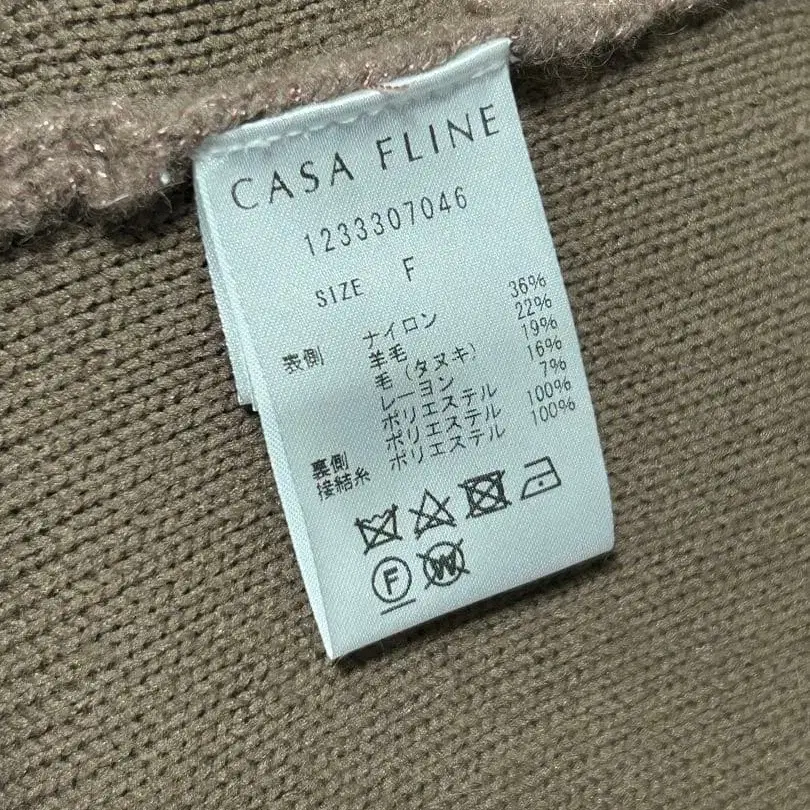 CASA FLINE
1233307046
SIZE F
表側 ナイロン 36%
羊毛 22%
毛(タヌキ) 19%
レーヨン 16%
ポリエステル 7%
裏側 ポリエステル 100%
接結糸 ポリエステル 100%
F W